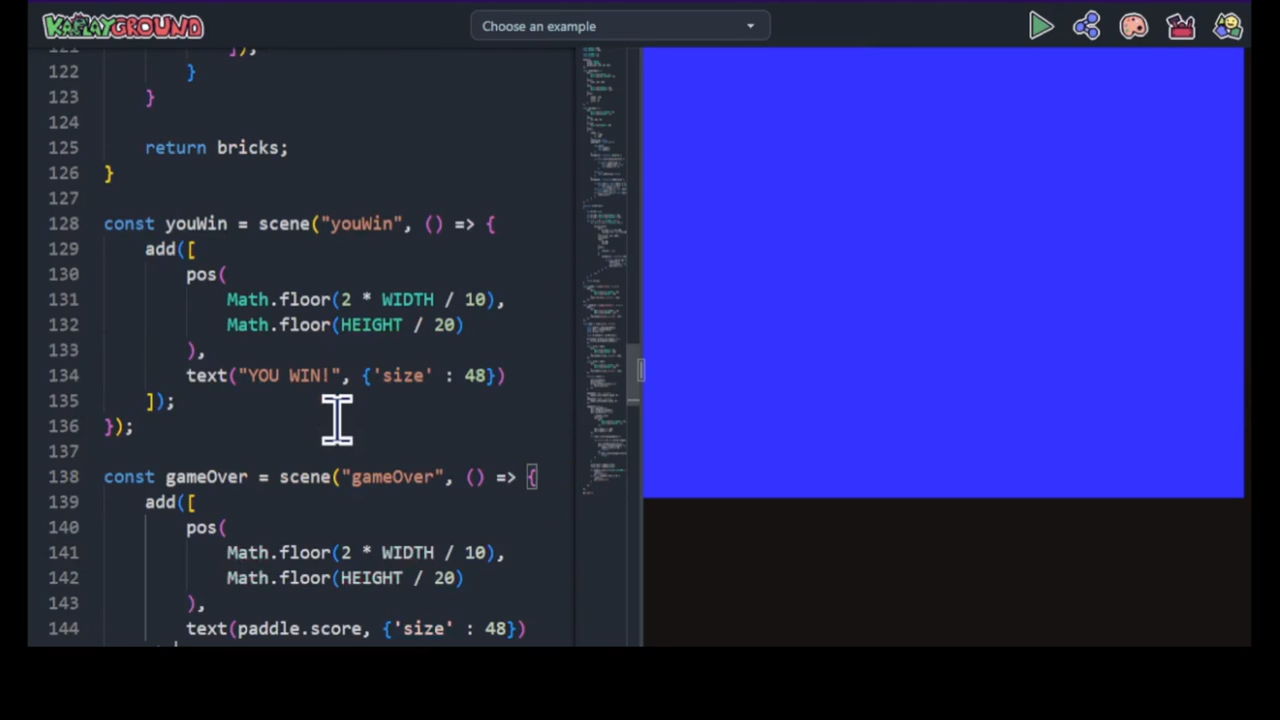 KAPLAYGROUND
Choose an example
121 ]);
122 }
123 }
124
125 return bricks;
126 }
127
128 const youWin = scene("youWin", () => {
129 add([
130 pos(
131 Math.floor(2 * WIDTH / 10),
132 Math.floor(HEIGHT / 20)
133 ),
134 text("YOU WIN!", {'size' : 48})
135 ]);
136 });
137
138 const gameOver = scene("gameOver", () => {
139 add([
140 pos(
141 Math.floor(2 * WIDTH / 10),
142 Math.floor(HEIGHT / 20)
143 ),
144 text(paddle.score, {'size' : 48})